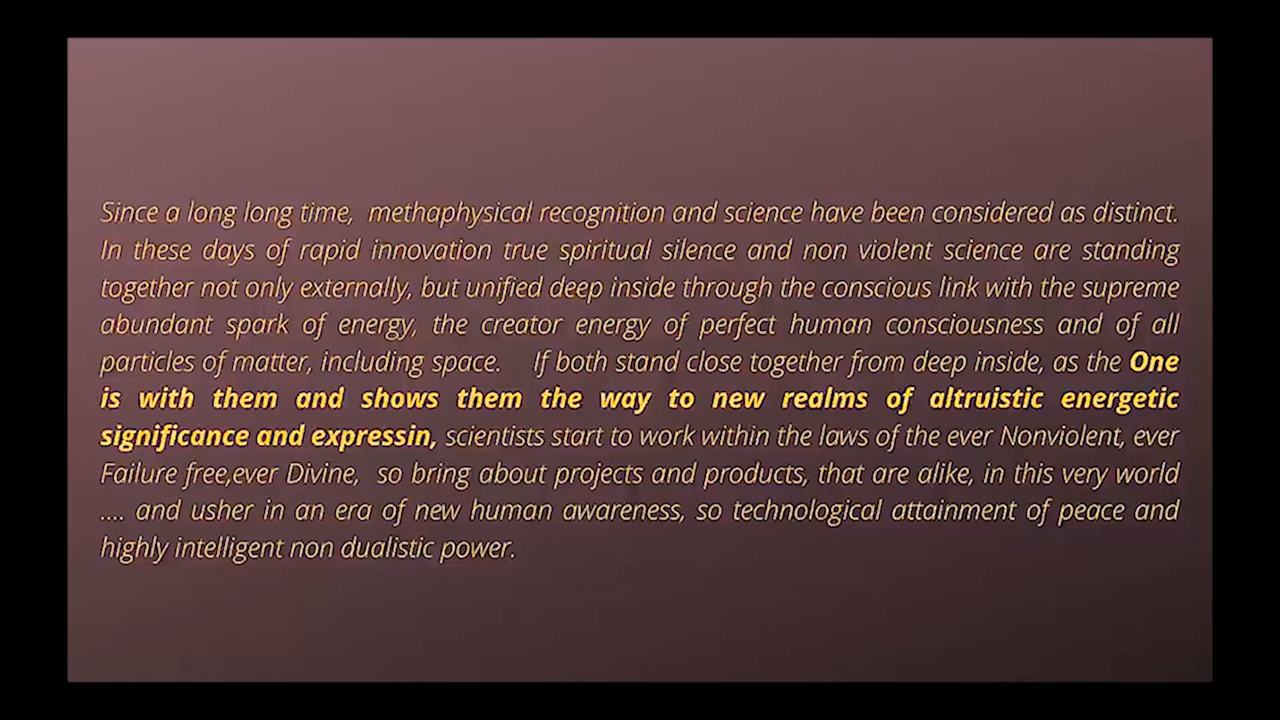 Since a long long time,  methaphysical recognition and science have been considered as distinct.
In these days of rapid innovation true spiritual silence and non violent science are standing
together not only externally, but unified deep inside through the conscious link with the supreme
abundant spark of energy, the creator energy of perfect human consciousness and of all
particles of matter, including space.    If both stand close together from deep inside, as the One
is with them and shows them the way to new realms of altruistic energetic
significance and expressin, scientists start to work within the laws of the ever Nonviolent, ever
Failure free,ever Divine,  so bring about projects and products, that are alike, in this very world
.... and usher in an era of new human awareness, so technological attainment of peace and
highly intelligent non dualistic power.